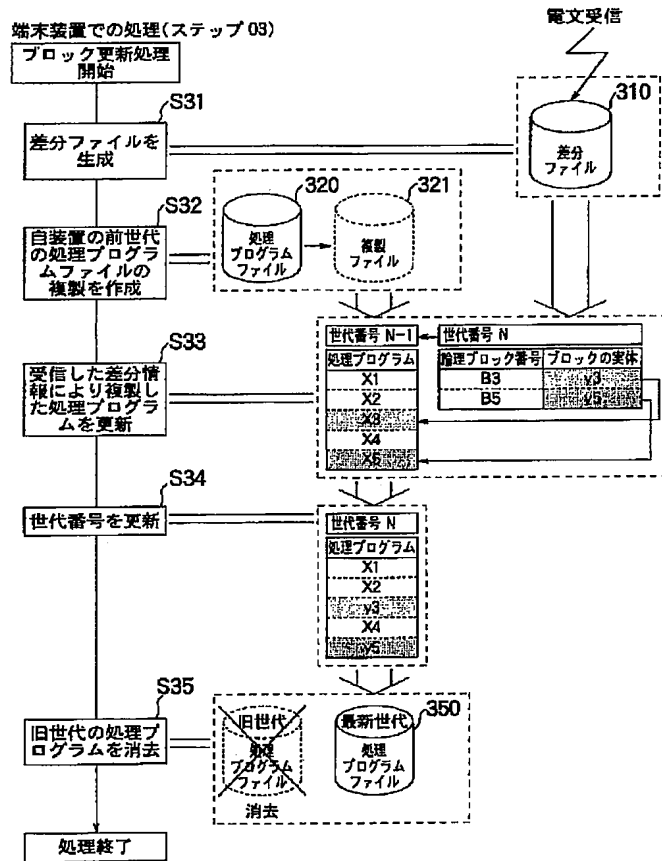 端末装置での処理(ステップ03)
ブロック更新処理
開始
電文受信
S31
差分ファイルを
生成
310
差分
ファイル
S32
自装置の前世代
の処理プログラ
ムファイルの
複製を作成
320
処理
プログラム
ファイル
321
複製
ファイル
S33
受信した差分情
報により複製し
た処理プログラ
ムを更新
世代番号 N-1
処理プログラム
X1
X2
X3
X4
X5
世代番号 N
論理ブロック番号 ブロックの実体
B3 y3
B5 y5
S34
世代番号を更新
世代番号 N
処理プログラム
X1
X2
y3
X4
y5
S35
旧世代の処理プ
ログラムを消去
旧世代
処理
プログラム
ファイル
消去
最新世代
350
処理
プログラム
ファイル
処理終了